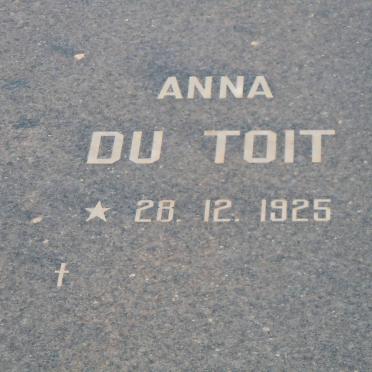 ANNA
DU TOIT
★ 28. 12. 1925
✝